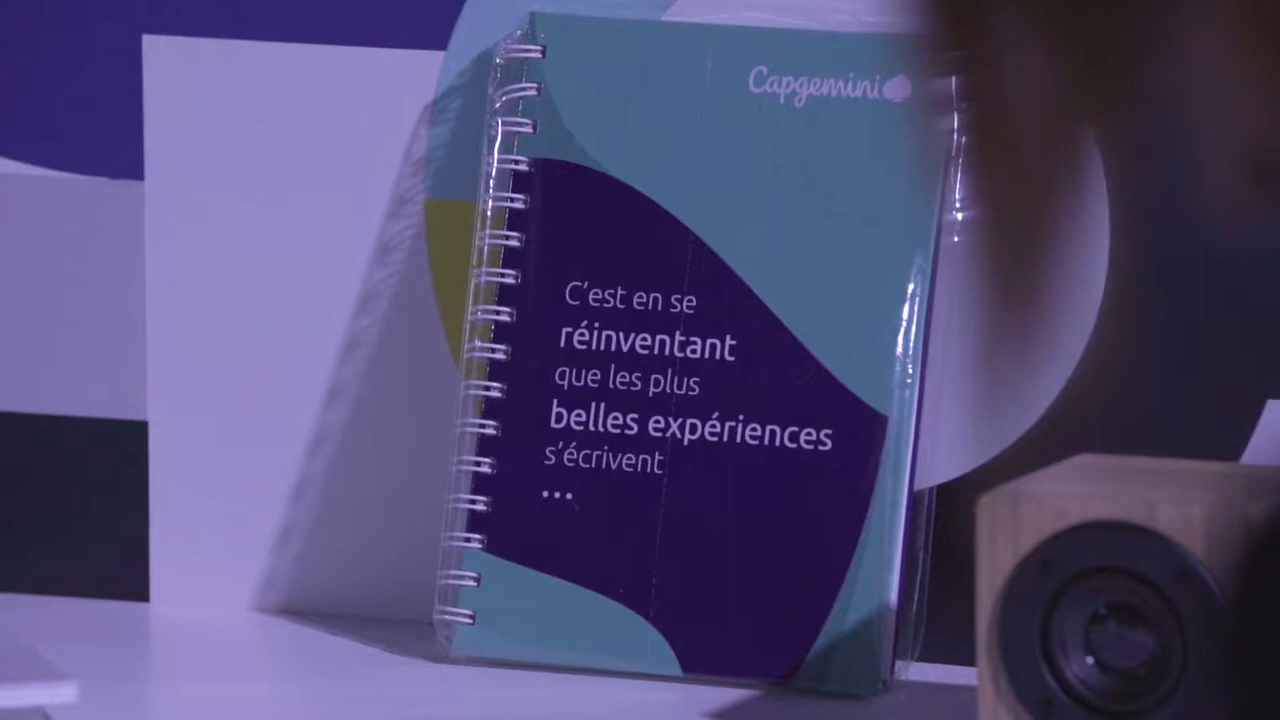 Capgemini
C'est en se
réinventant
que les plus
belles expériences
s'écrivent
...